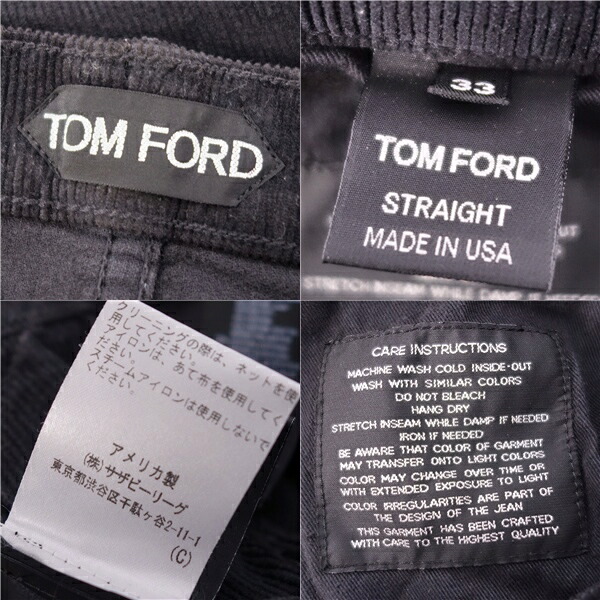 TOM FORD
33
TOM FORD
STRAIGHT
MADE IN USA
STRETCH INSEAM WHILE DAMP IF NEEDED
クリーニングの際は、ネットを使
用してください。
アイロンは、あて布を使用してく
ださい。
スチームアイロンは使用しないで
アメリカ製
(株)サザビーリーグ
東京都渋谷区千駄ヶ谷2-11-1
(C)
CARE INSTRUCTIONS
MACHINE WASH COLD INSIDE-OUT
WASH WITH SIMILAR COLORS
DO NOT BLEACH
HANG DRY
STRETCH INSEAM WHILE DAMP IF NEEDED
IRON IF NEEDED
BE AWARE THAT COLOR OF GARMENT
MAY TRANSFER ONTO LIGHT COLORS
COLOR MAY CHANGE OVER TIME OR
WITH EXTENDED EXPOSURE TO LIGHT
COLOR IRREGULARITIES ARE PART OF
THE DESIGN OF THE JEAN
THIS GARMENT HAS BEEN CRAFTED
WITH CARE TO THE HIGHEST QUALITY